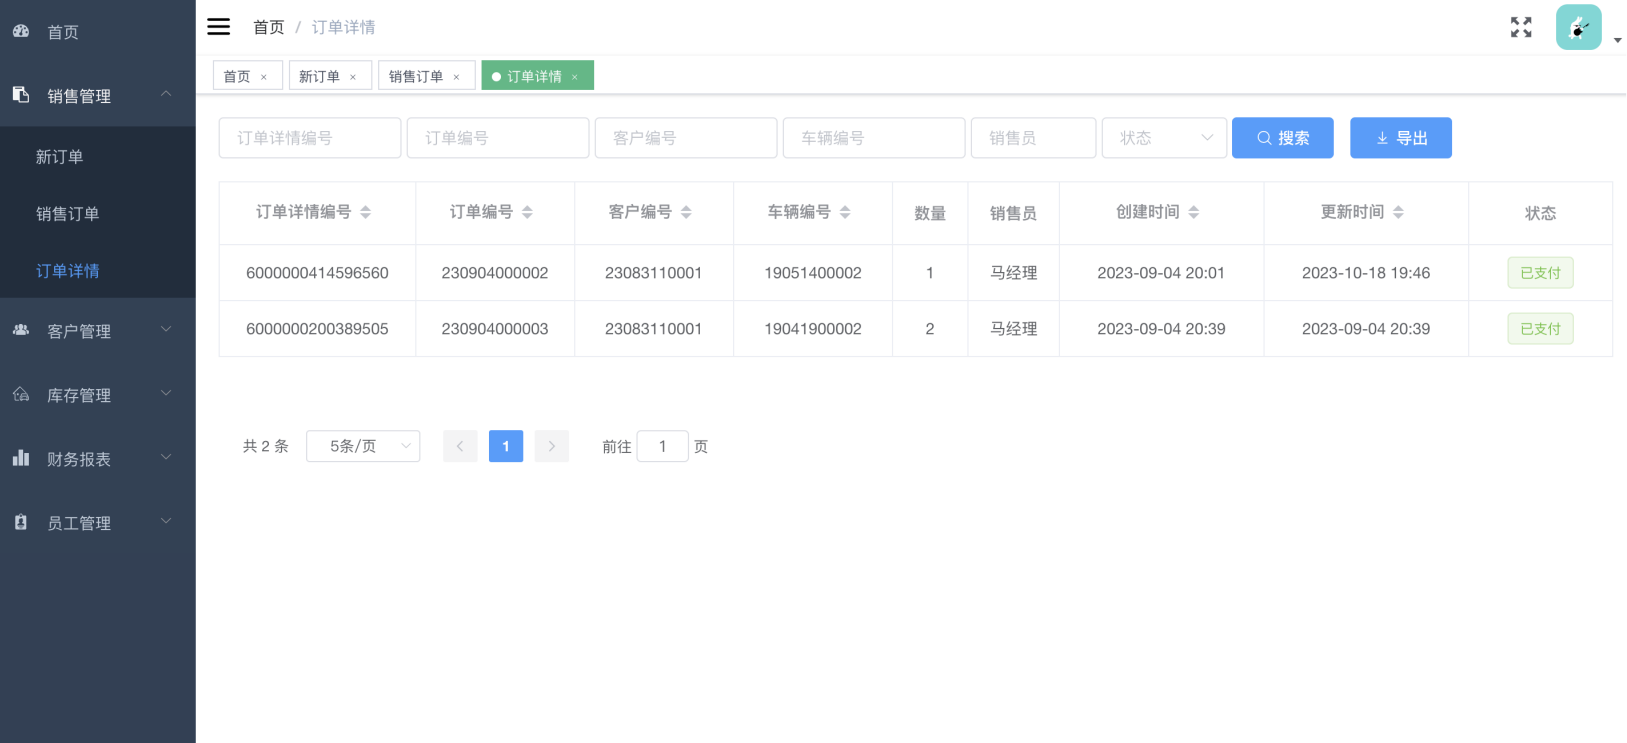 首页
销售管理
新订单
销售订单
订单详情
客户管理
库存管理
财务报表
员工管理
首页 / 订单详情
首页 × 新订单 × 销售订单 × 订单详情 ×
订单详情编号 订单编号 客户编号 车辆编号 销售员 状态 搜索 导出
订单详情编号 订单编号 客户编号 车辆编号 数量 销售员 创建时间 更新时间 状态
6000000414596560 230904000002 23083110001 19051400002 1 马经理 2023-09-04 20:01 2023-10-18 19:46 已支付
6000000200389505 230904000003 23083110001 19041900002 2 马经理 2023-09-04 20:39 2023-09-04 20:39 已支付
共 2 条 5条/页 1 前往 1 页